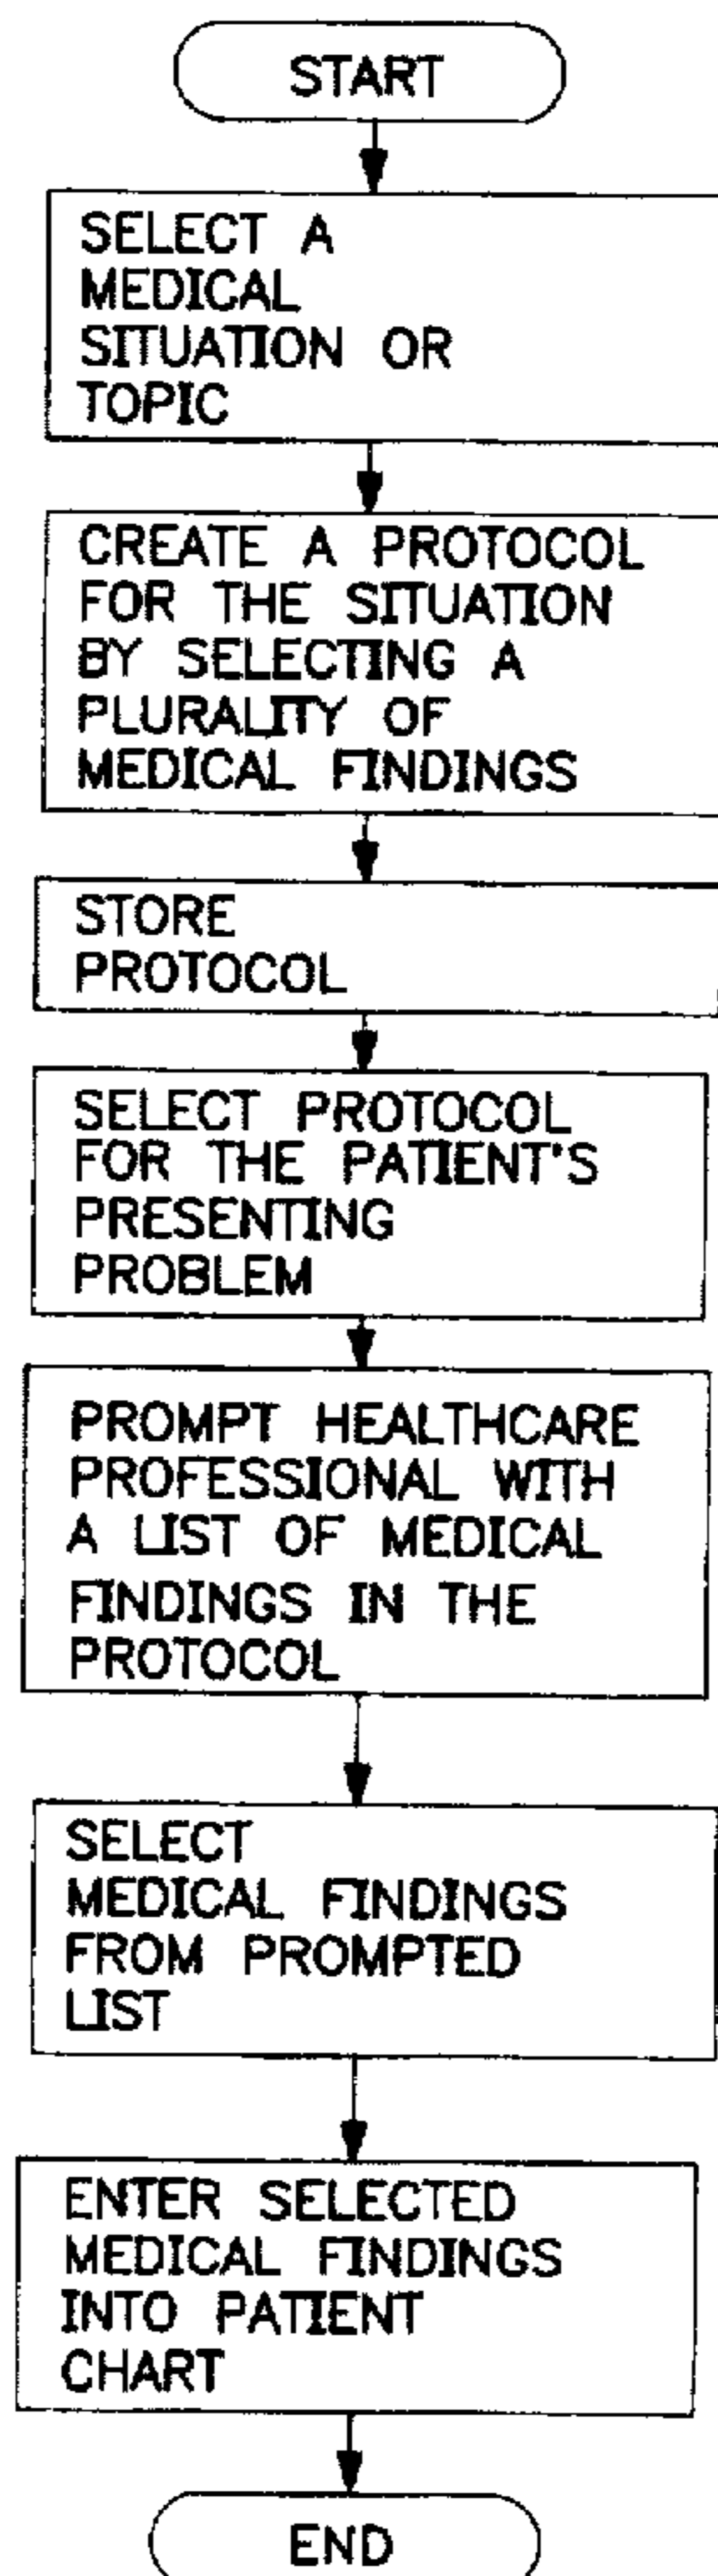 START
SELECT A
MEDICAL
SITUATION OR
TOPIC
CREATE A PROTOCOL
FOR THE SITUATION
BY SELECTING A
PLURALITY OF
MEDICAL FINDINGS
STORE
PROTOCOL
SELECT PROTOCOL
FOR THE PATIENT'S
PRESENTING
PROBLEM
PROMPT HEALTHCARE
PROFESSIONAL WITH
A LIST OF MEDICAL
FINDINGS IN THE
PROTOCOL
SELECT
MEDICAL FINDINGS
FROM PROMPTED
LIST
ENTER SELECTED
MEDICAL FINDINGS
INTO PATIENT
CHART
END